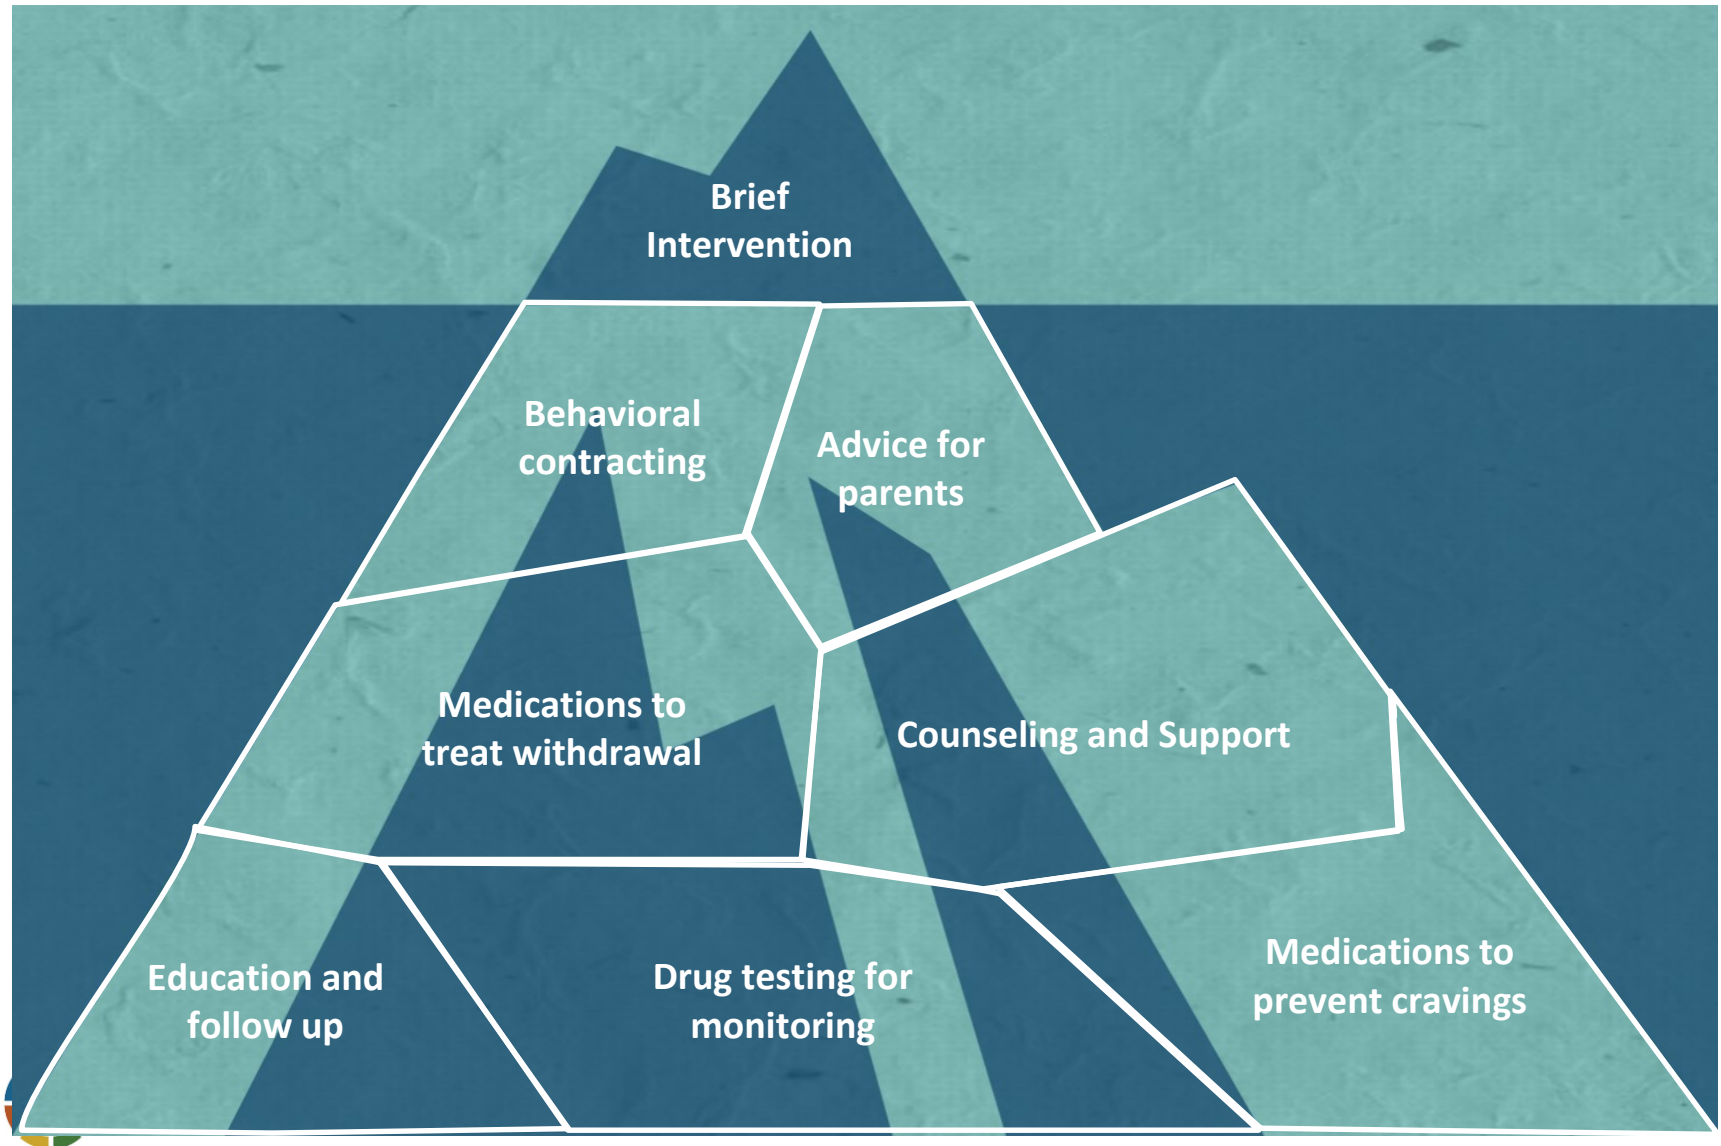 Brief
Intervention
Behavioral
contracting
Advice for
parents
Medications to
treat withdrawal
Counseling and Support
Education and
follow up
Drug testing for
monitoring
Medications to
prevent cravings